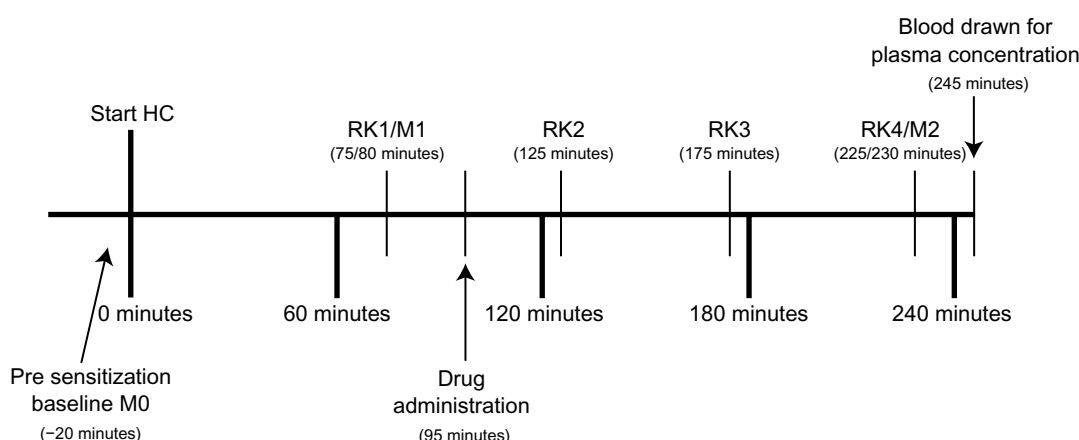 Blood drawn for
plasma concentration
(245 minutes)
Start HC
RK1/M1
(75/80 minutes)
RK2
(125 minutes)
RK3
(175 minutes)
RK4/M2
(225/230 minutes)
0 minutes
60 minutes
120 minutes
180 minutes
240 minutes
Pre sensitization
baseline M0
(−20 minutes)
Drug
administration
(95 minutes)